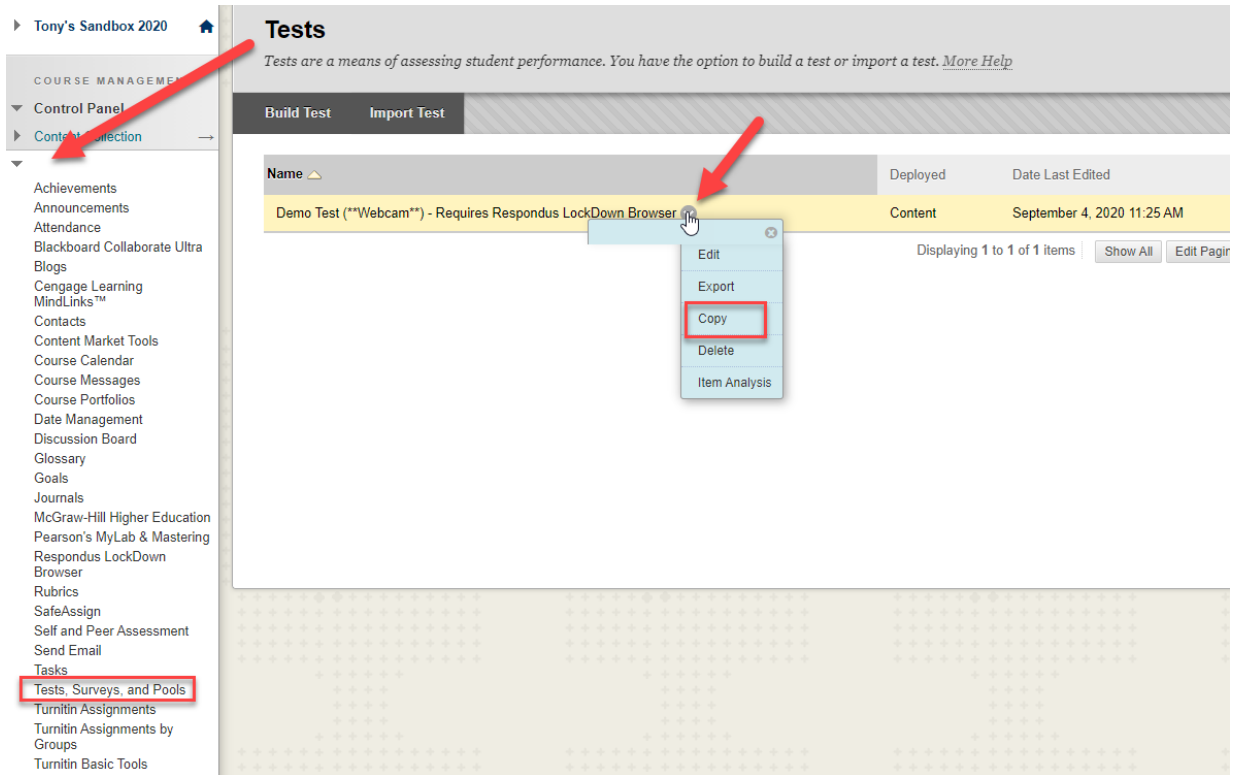 Tony's Sandbox 2020
COURSE MANAGEMEN
Control Panel
Content Collection
Achievements
Announcements
Attendance
Blackboard Collaborate Ultra
Blogs
Cengage Learning
MindLinks™
Contacts
Content Market Tools
Course Calendar
Course Messages
Course Portfolios
Date Management
Discussion Board
Glossary
Goals
Journals
McGraw-Hill Higher Education
Pearson's MyLab & Mastering
Respondus LockDown
Browser
Rubrics
SafeAssign
Self and Peer Assessment
Send Email
Tasks
Tests, Surveys, and Pools
Turnitin Assignments
Turnitin Assignments by
Groups
Turnitin Basic Tools
Tests
Tests are a means of assessing student performance. You have the option to build a test or import a test. More Help
Build Test Import Test
Name Deployed Date Last Edited
Demo Test (**Webcam**) - Requires Respondus LockDown Browser Content September 4, 2020 11:25 AM
Displaying 1 to 1 of 1 items Show All Edit Pagin
Edit
Export
Copy
Delete
Item Analysis